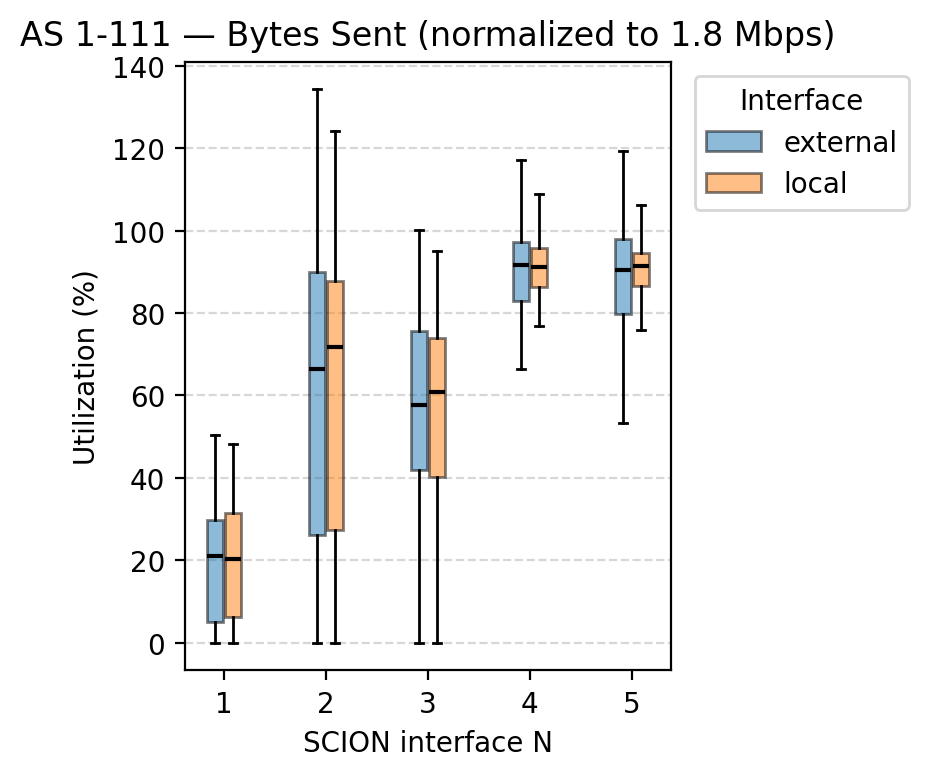 AS 1-111 — Bytes Sent (normalized to 1.8 Mbps)
140
120
100
80
60
40
20
0
Utilization (%)
1 2 3 4 5
SCION interface N
Interface
external
local